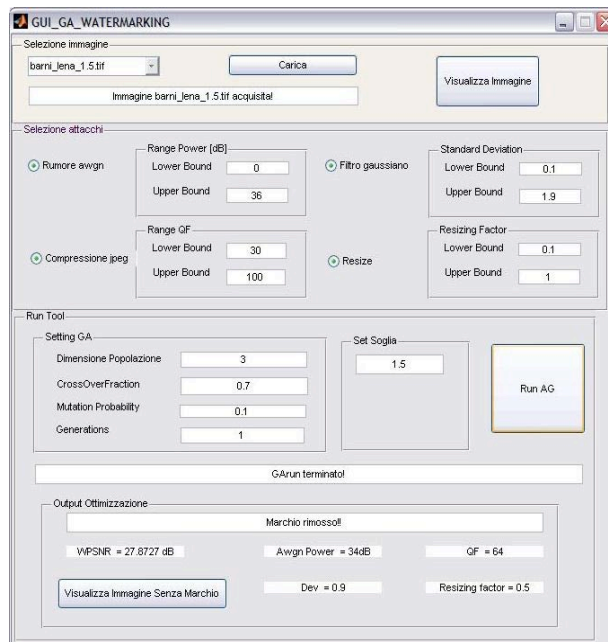 GUI_GA_WATERMARKING
Selezione immagine
barni_lena_1.5.tif
Carica
Visualizza Immagine
Immagine barni_lena_1.5.tif acquisita!
Selezione attacchi
Rumore awgn
Range Power [dB]
Lower Bound 0
Upper Bound 36
Filtro gaussiano
Standard Deviation
Lower Bound 0.1
Upper Bound 1.9
Compressione jpeg
Range QF
Lower Bound 30
Upper Bound 100
Resize
Resizing Factor
Lower Bound 0.1
Upper Bound 1
Run Tool
Setting GA
Dimensione Popolazione 3
CrossOverFraction 0.7
Mutation Probability 0.1
Generations 1
Set Soglia
1.5
Run AG
GArun terminato!
Output Ottimizzazione
Marchio rimosso!!
WPSNR = 27.8727 dB
Awgn Power = 34dB
QF = 64
Visualizza Immagine Senza Marchio
Dev = 0.9
Resizing factor = 0.5